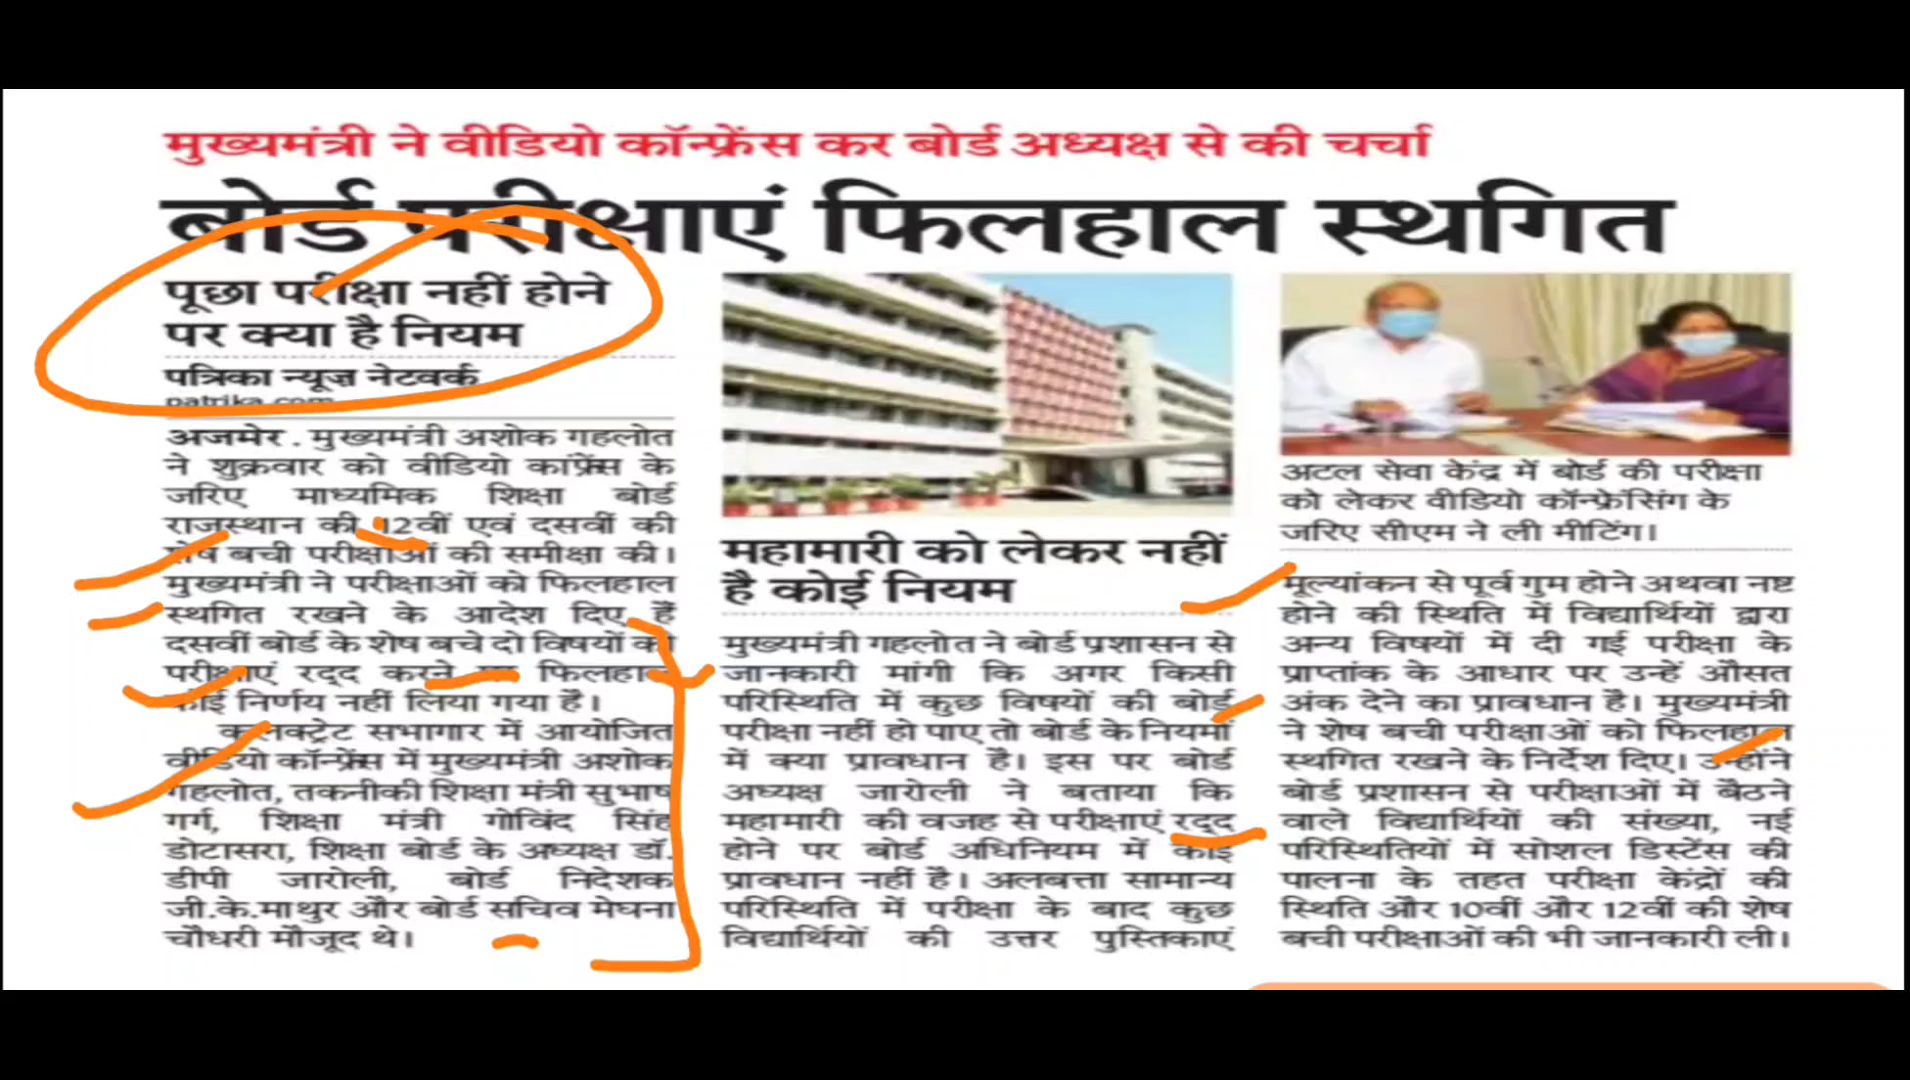 मुख्यमंत्री ने वीडियो कॉन्फ्रेंस कर बोर्ड अध्यक्ष से की चर्चा
बोर्ड परीक्षाएं फिलहाल स्थगित
पूछा परीक्षा नहीं होने
पर क्या है नियम
पत्रिका न्यूज़ नेटवर्क
patrika.com
अजमेर . मुख्यमंत्री अशोक गहलोत
ने शुक्रवार को वीडियो कांफ्रेंस के
जरिए माध्यमिक शिक्षा बोर्ड
राजस्थान की 12वीं एवं दसवीं की
शेष बची परीक्षाओं की समीक्षा की।
मुख्यमंत्री ने परीक्षाओं को फिलहाल
स्थगित रखने के आदेश दिए हैं
दसवीं बोर्ड के शेष बचे दो विषयों की
परीक्षाएं रद्द करने पर फिलहाल
कोई निर्णय नहीं लिया गया है।
कलक्ट्रेट सभागार में आयोजित
वीडियो कॉन्फ्रेंस में मुख्यमंत्री अशोक
गहलोत, तकनीकी शिक्षा मंत्री सुभाष
गर्ग, शिक्षा मंत्री गोविंद सिंह
डोटासरा, शिक्षा बोर्ड के अध्यक्ष डॉ.
डीपी जारोली, बोर्ड निदेशक
जी.के.माथुर और बोर्ड सचिव मेघना
चौधरी मौजूद थे।
महामारी को लेकर नहीं
है कोई नियम
मुख्यमंत्री गहलोत ने बोर्ड प्रशासन से
जानकारी मांगी कि अगर किसी
परिस्थिति में कुछ विषयों की बोर्ड
परीक्षा नहीं हो पाए तो बोर्ड के नियमों
में क्या प्रावधान है। इस पर बोर्ड
अध्यक्ष जारोली ने बताया कि
महामारी की वजह से परीक्षाएं रद्द
होने पर बोर्ड अधिनियम में कोई
प्रावधान नहीं है। अलबत्ता सामान्य
परिस्थिति में परीक्षा के बाद कुछ
विद्यार्थियों की उत्तर पुस्तिकाएं
अटल सेवा केंद्र में बोर्ड की परीक्षा
को लेकर वीडियो कॉन्फ्रेंसिंग के
जरिए सीएम ने ली मीटिंग।
मूल्यांकन से पूर्व गुम होने अथवा नष्ट
होने की स्थिति में विद्यार्थियों द्वारा
अन्य विषयों में दी गई परीक्षा के
प्राप्तांक के आधार पर उन्हें औसत
अंक देने का प्रावधान है। मुख्यमंत्री
ने शेष बची परीक्षाओं को फिलहाल
स्थगित रखने के निर्देश दिए। उन्होंने
बोर्ड प्रशासन से परीक्षाओं में बैठने
वाले विद्यार्थियों की संख्या, नई
परिस्थितियों में सोशल डिस्टेंस की
पालना के तहत परीक्षा केंद्रों की
स्थिति और 10वीं और 12वीं की शेष
बची परीक्षाओं की भी जानकारी ली।